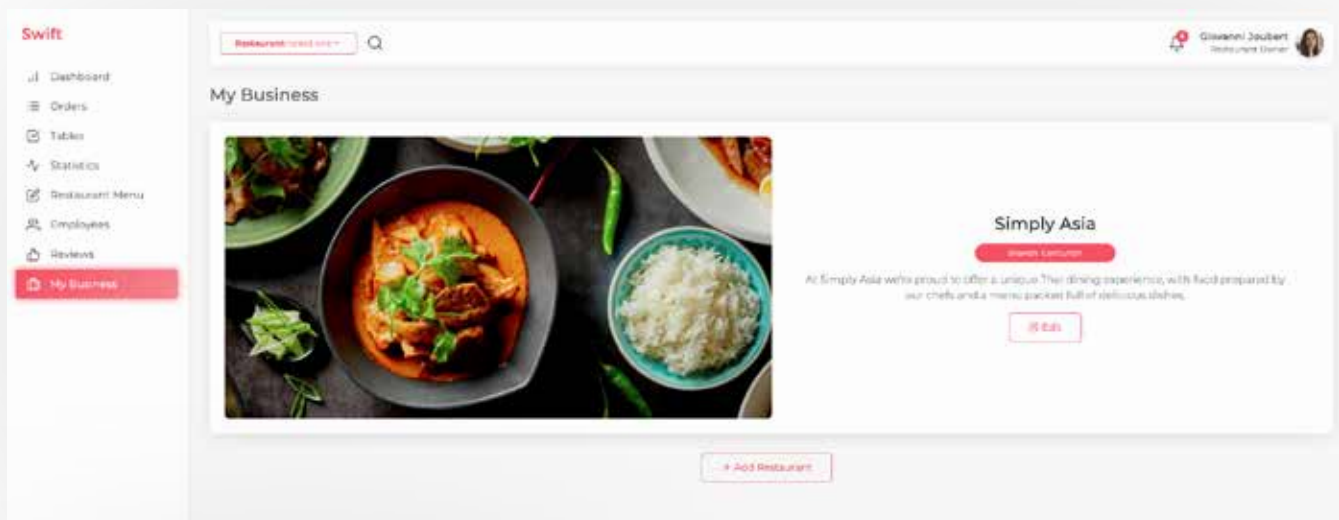 Swift
Restaurant
Giovanni Joubert
Restaurant Owner
Dashboard
Orders
Tables
Statistics
Restaurant Menu
Employees
Reviews
My Business
My Business
Simply Asia
At Simply Asia we're proud to offer a unique Thai dining experience, with food prepared by
our chefs and a menu packed full of delicious dishes.
Edit
+ Add Restaurant